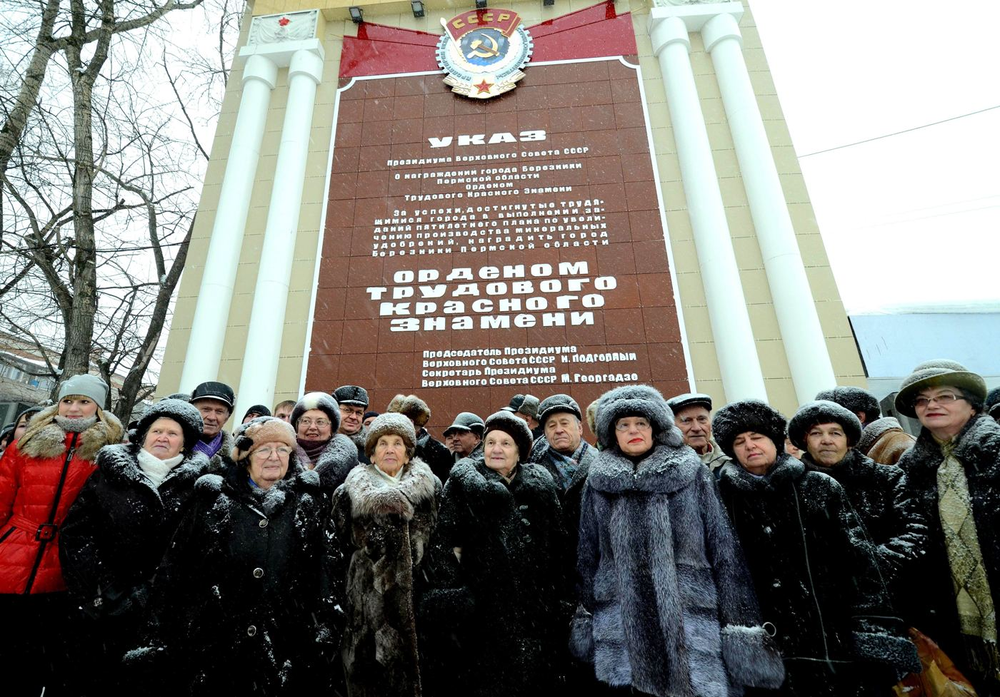 СССР
УКАЗ
Президиума Верховного Совета СССР
О награждении города Березники
Пермской области
Орденом
Трудового Красного Знамени
За успехи, достигнутые трудя-
щимися города в выполнении за-
даний пятилетнего плана по увели-
чению производства минеральных
удобрений, наградить город
Березники Пермской области
орденом
Трудового
Красного
Знамени
Председатель Президиума
Верховного Совета СССР Н. Подгорный
Секретарь Президиума
Верховного Совета СССР М. Георгадзе